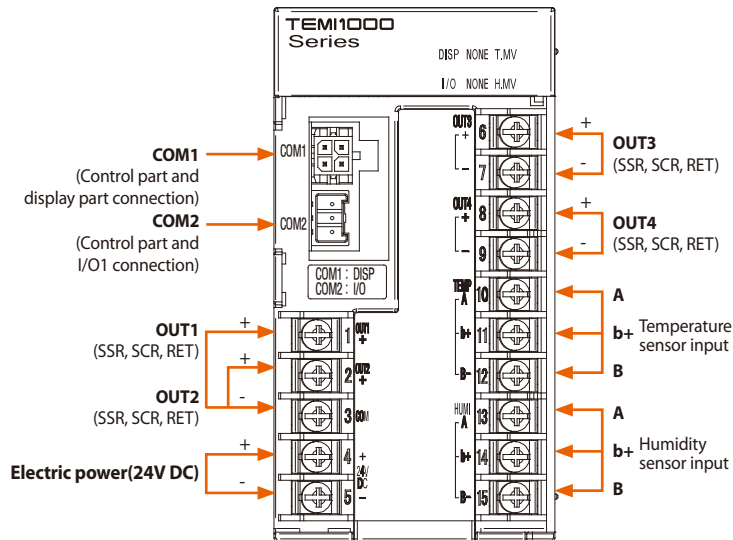 TEMI1000
Series
DISP NONE T.MV
I/O NONE H.MV
COM1
(Control part and
display part connection)
COM2
(Control part and
I/O1 connection)
COM1
COM2
COM1 : DISP
COM2 : I/O
OUT1
(SSR, SCR, RET)
+
OUT2
(SSR, SCR, RET)
+
-
Electric power(24V DC)
+
-
1 OUT1
+
2 OUT2
+
3 COM
4 +
24V
DC
5 -
OUT3
+ 6
- 7
OUT4
+ 8
- 9
TEMP
A 10
b+ 11
B- 12
HUMI
A 13
b+ 14
B- 15
+
-
OUT3
(SSR, SCR, RET)
+
-
OUT4
(SSR, SCR, RET)
A
b+ Temperature
sensor input
B
A
b+ Humidity
sensor input
B